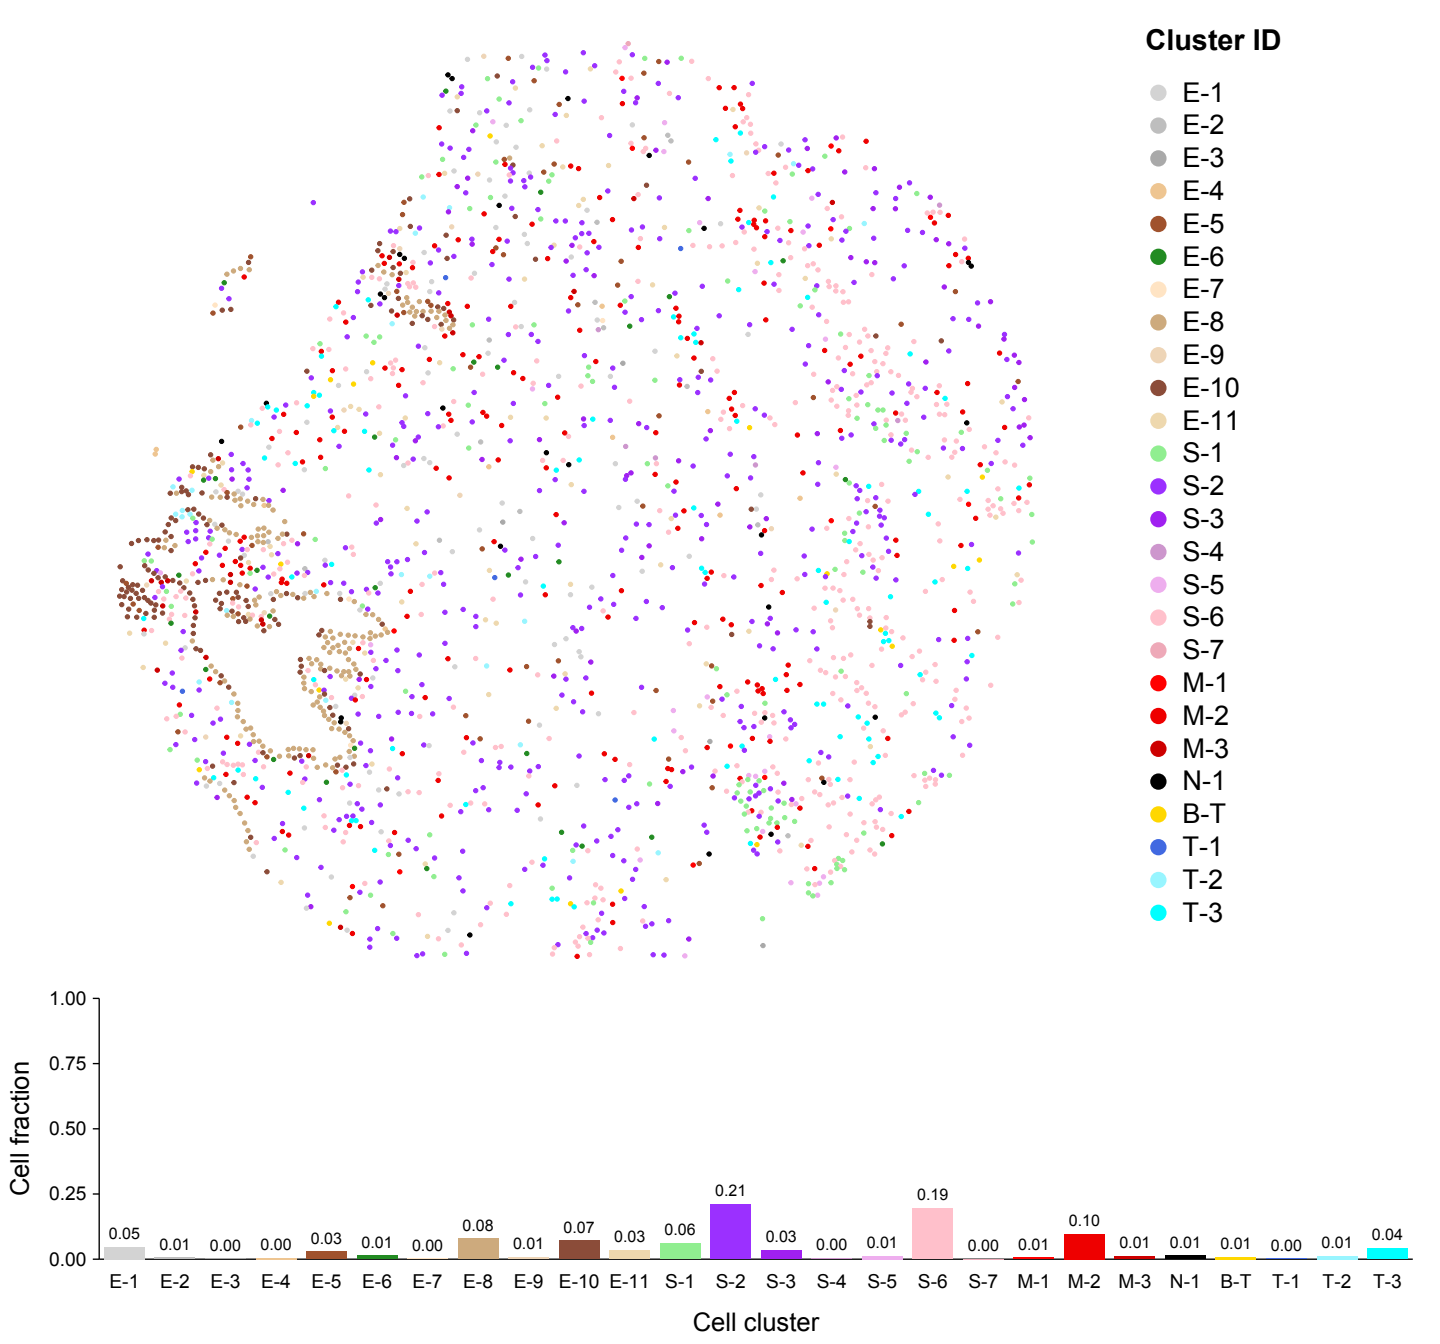 Cluster ID
E-1
E-2
E-3
E-4
E-5
E-6
E-7
E-8
E-9
E-10
E-11
S-1
S-2
S-3
S-4
S-5
S-6
S-7
M-1
M-2
M-3
N-1
B-T
T-1
T-2
T-3
1.00
0.75
0.50
0.25
0.00
Cell fraction
0.05 0.01 0.00 0.00 0.03 0.01 0.00 0.08 0.01 0.07 0.03 0.06 0.21 0.03 0.00 0.01 0.19 0.00 0.01 0.10 0.01 0.01 0.01 0.00 0.01 0.04
E-1 E-2 E-3 E-4 E-5 E-6 E-7 E-8 E-9 E-10 E-11 S-1 S-2 S-3 S-4 S-5 S-6 S-7 M-1 M-2 M-3 N-1 B-T T-1 T-2 T-3
Cell cluster